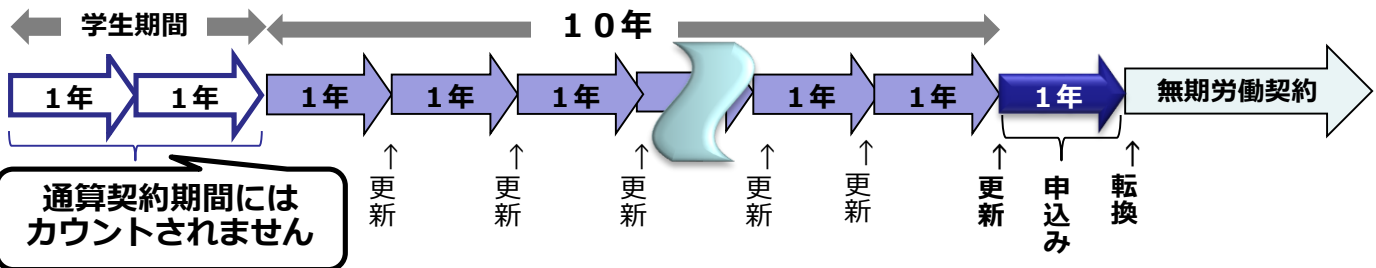 学生期間
１０年
１年
１年
１年
１年
１年
１年
１年
１年
無期労働契約
通算契約期間には
カウントされません
↑更新
↑更新
↑更新
↑更新
↑更新
↑更新
申込み
↑転換